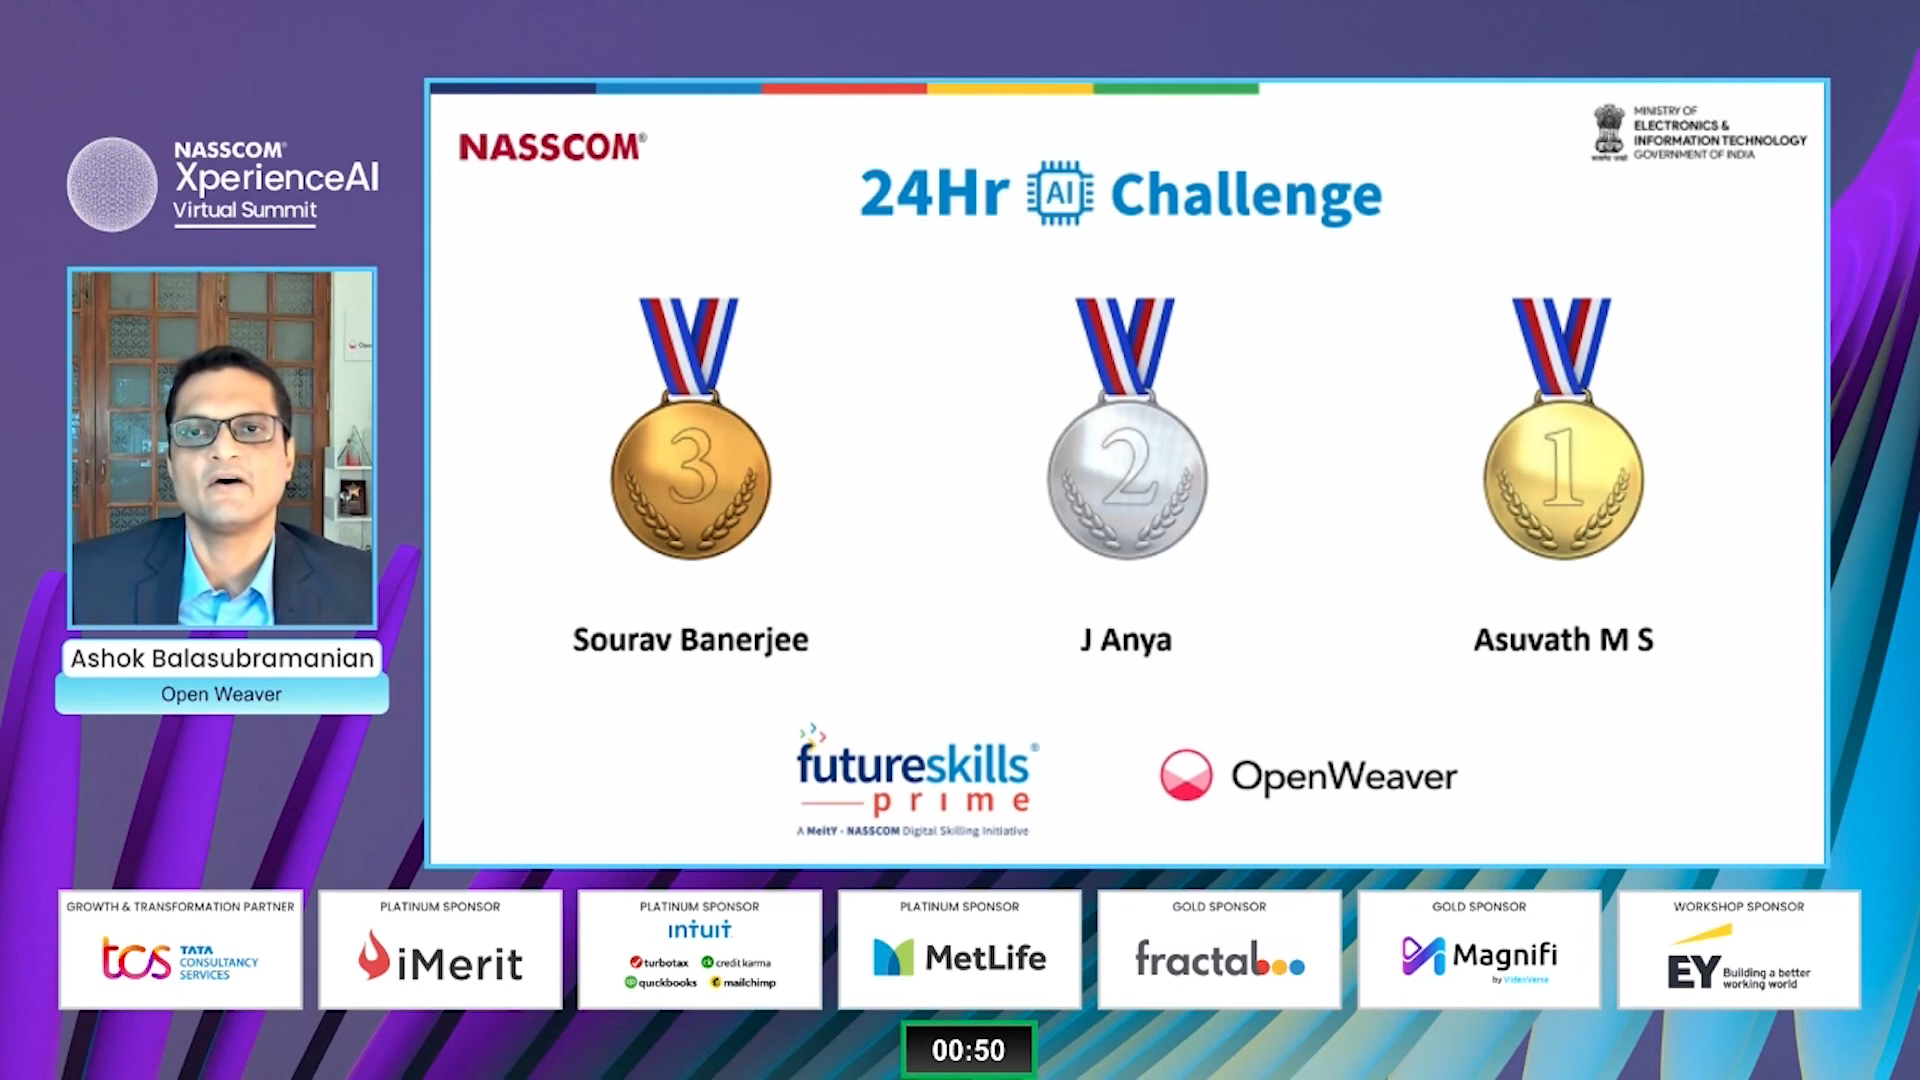 NASSCOM®
XperienceAI
Virtual Summit
Ashok Balasubramanian
Open Weaver
NASSCOM®
MINISTRY OF
ELECTRONICS &
INFORMATION TECHNOLOGY
GOVERNMENT OF INDIA
24Hr AI Challenge
3
2
1
Sourav Banerjee
J Anya
Asuvath M S
futureskills®
prime
A MeitY - NASSCOM Digital Skilling Initiative
OpenWeaver
GROWTH & TRANSFORMATION PARTNER
tcs TATA
CONSULTANCY
SERVICES
PLATINUM SPONSOR
iMerit
PLATINUM SPONSOR
INTUIT
turbotax creditkarma
quickbooks mailchimp
PLATINUM SPONSOR
MetLife
GOLD SPONSOR
fractal
GOLD SPONSOR
Magnifi
by VideoVerse
WORKSHOP SPONSOR
EY Building a better
working world
00:50